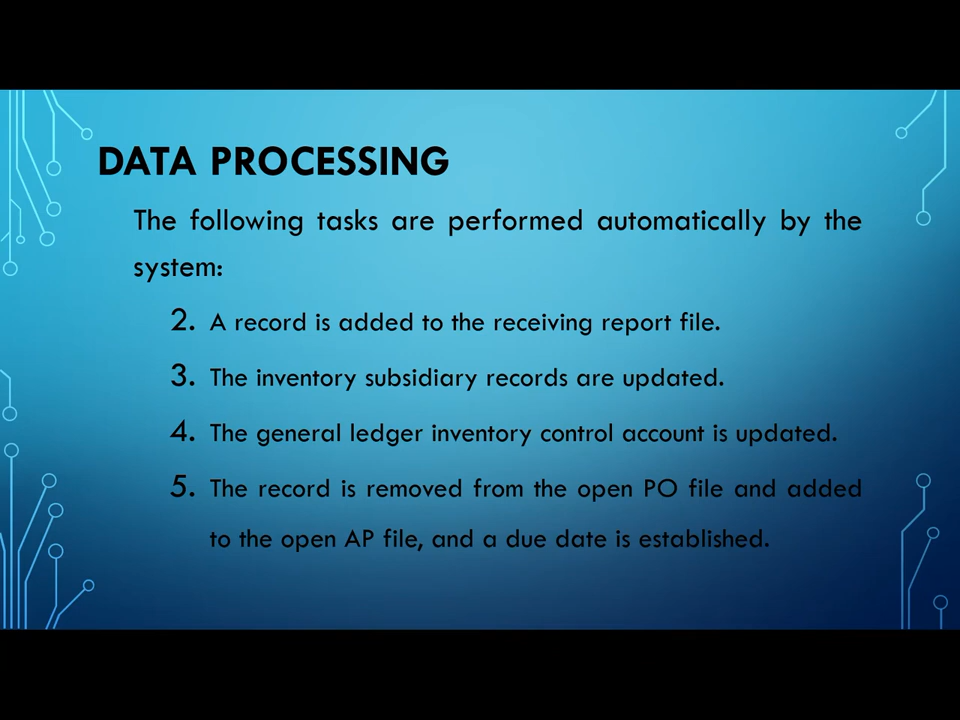 DATA PROCESSING
The following tasks are performed automatically by the
system:
2. A record is added to the receiving report file.
3. The inventory subsidiary records are updated.
4. The general ledger inventory control account is updated.
5. The record is removed from the open PO file and added
to the open AP file, and a due date is established.